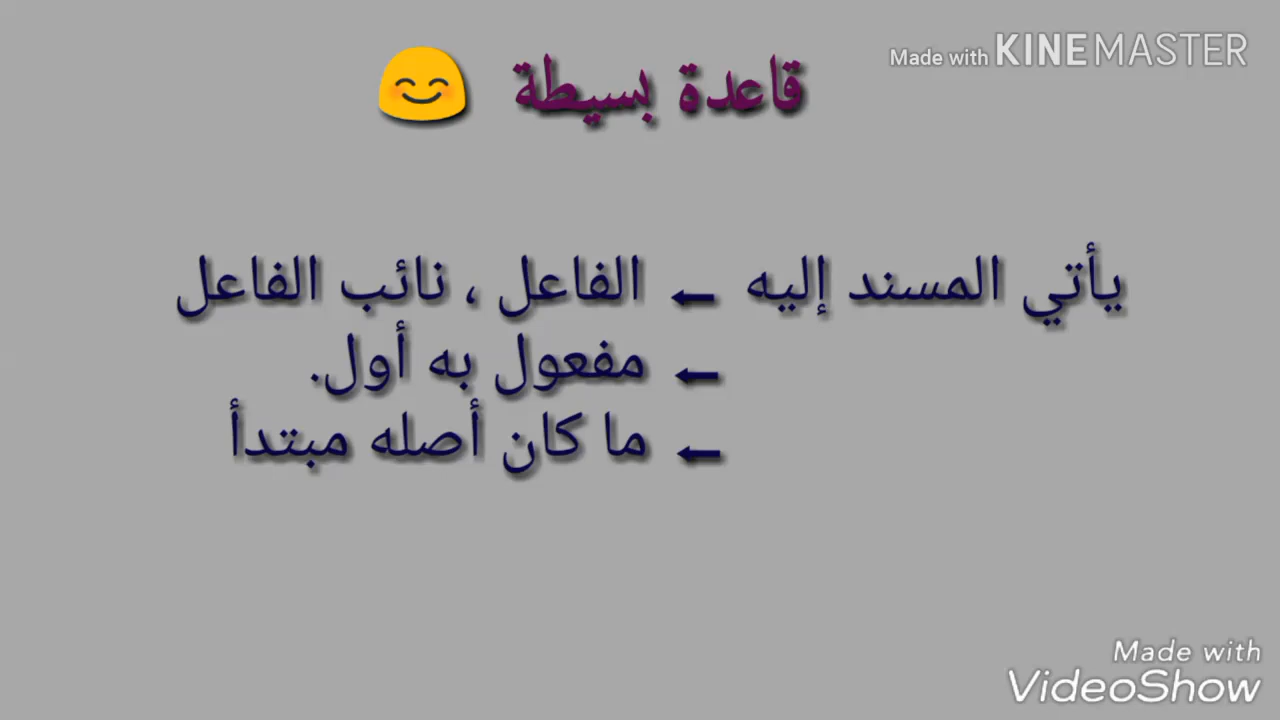 Made with KINEMASTER
قاعدة بسيطة 😊
يأتي المسند إليه ← الفاعل ، نائب الفاعل
← مفعول به أول.
← ما كان أصله مبتدأ
Made with
VideoShow